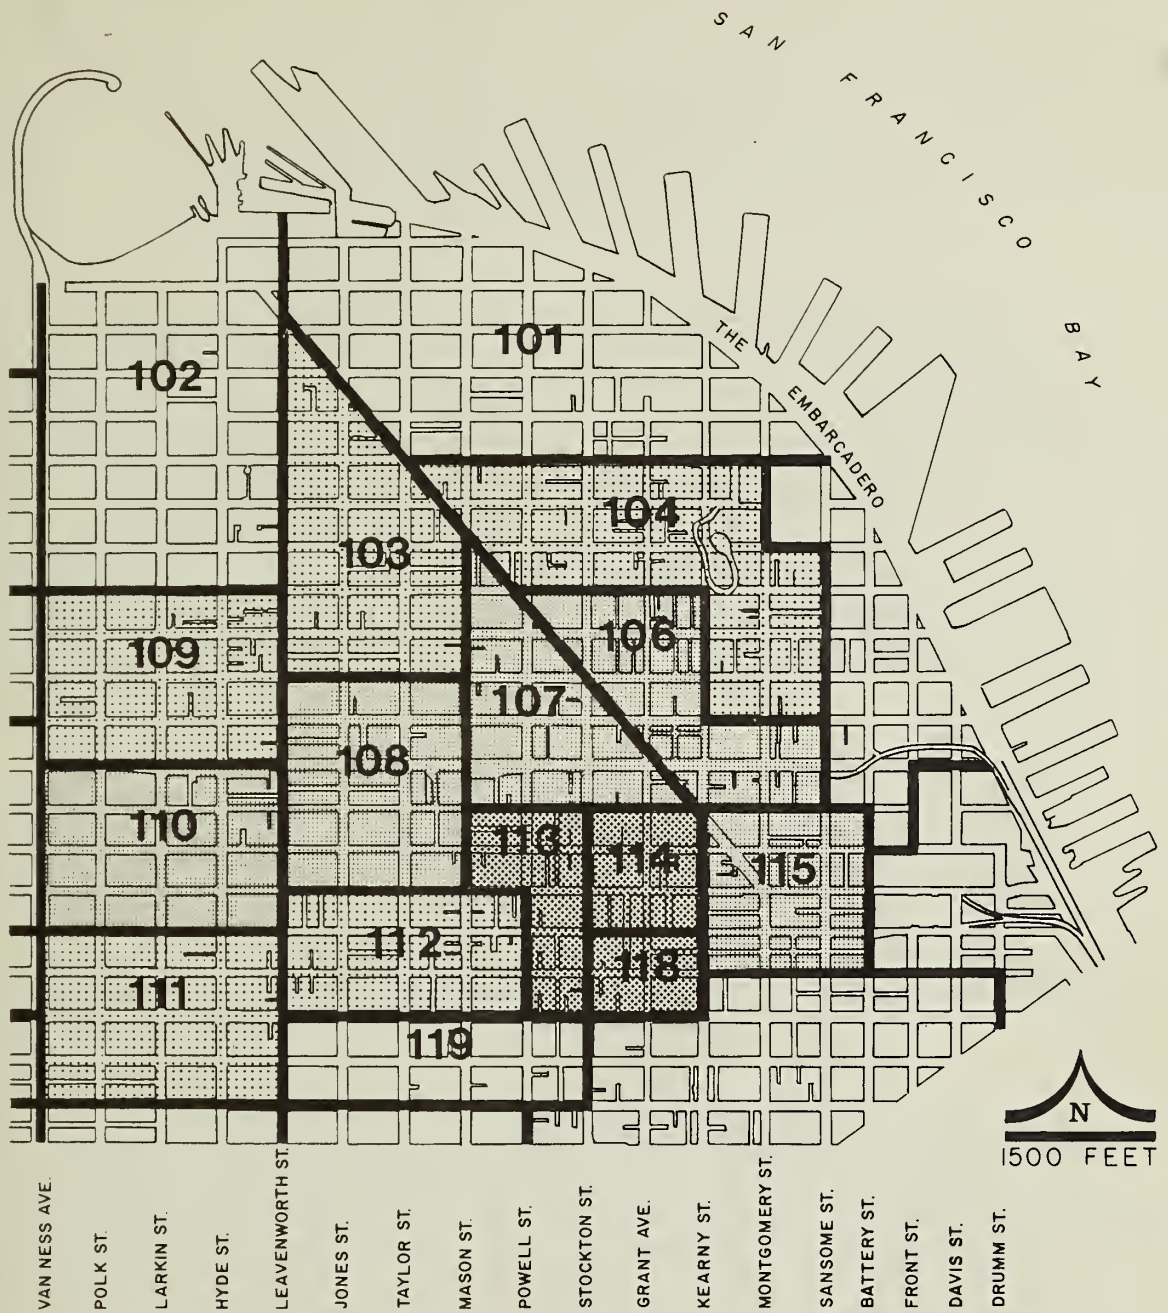 SAN FRANCISCO BAY
THE EMBARCADERO
101
102
104
103
106
109
107
108
110
113
114
115
112
118
111
119
N
1500 FEET
VAN NESS AVE.
POLK ST.
LARKIN ST.
HYDE ST.
LEAVENWORTH ST.
JONES ST.
TAYLOR ST.
MASON ST.
POWELL ST.
STOCKTON ST.
GRANT AVE.
KEARNY ST.
MONTGOMERY ST.
SANSOME ST.
BATTERY ST.
FRONT ST.
DAVIS ST.
DRUMM ST.